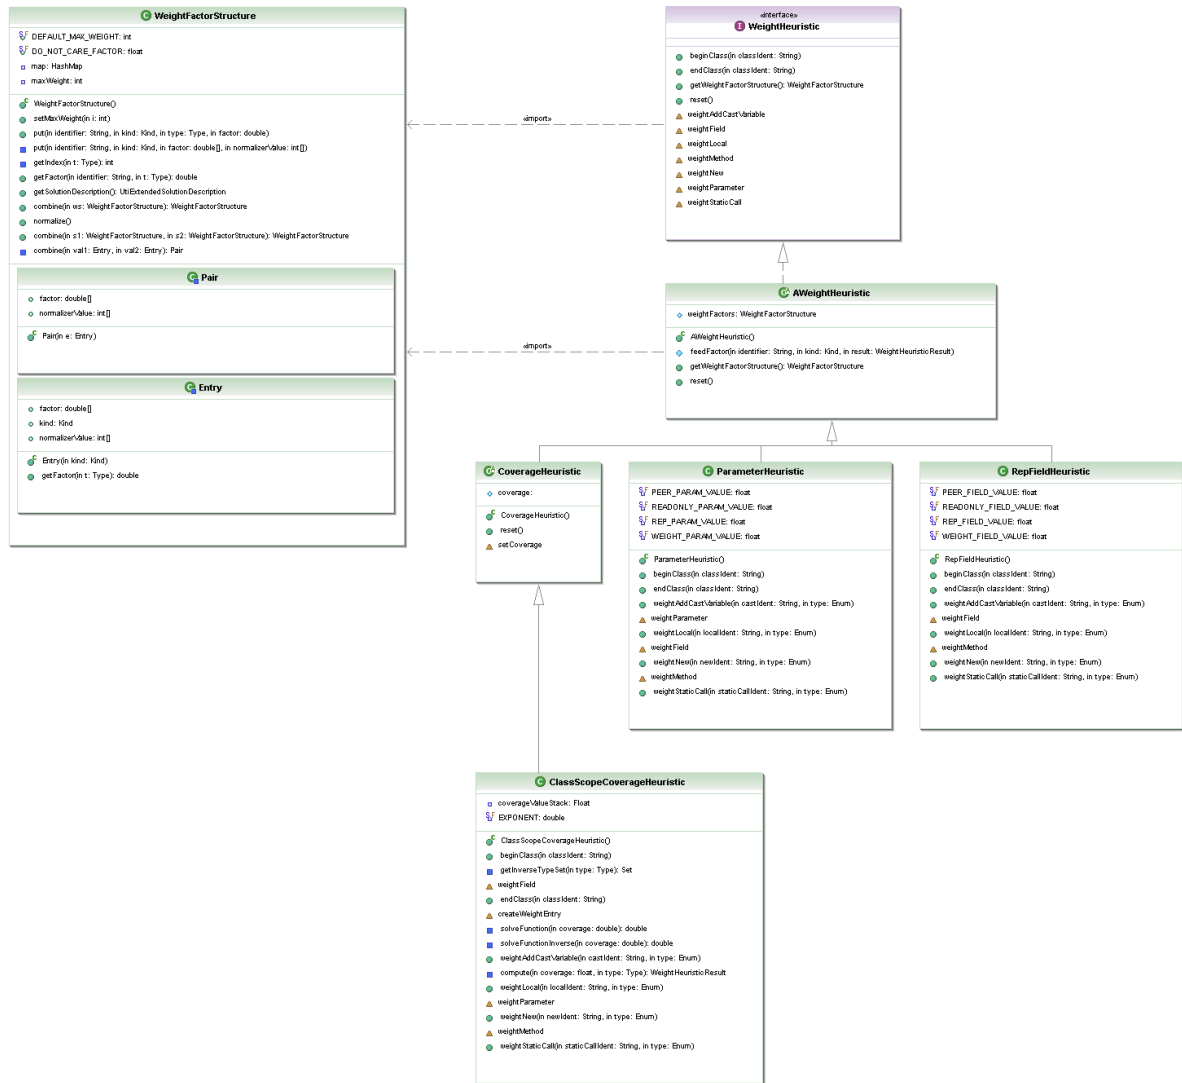 WeightFactorStructure
DEFAULT_MAX_WEIGHT: int
DO_NOT_CARE_FACTOR: float
map: HashMap
maxWeight: int
WeightFactorStructure()
setMaxWeight(in i: int)
put(in identifier: String, in kind: Kind, in type: Type, in factor: double)
put(in identifier: String, in kind: Kind, in factor: double[], in normalizerValue: int[])
getIndex(in t: Type): int
getFactor(in identifier: String, in t: Type): double
getSolutionDescription(): UtiExtendedSolutionDescription
combine(in ws: WeightFactorStructure): WeightFactorStructure
normalize()
combine(in s1: WeightFactorStructure, in s2: WeightFactorStructure): WeightFactorStructure
combine(in val1: Entry, in val2: Entry): Pair
Pair
factor: double[]
normalizerValue: int[]
Pair(in e: Entry)
Entry
factor: double[]
kind: Kind
normalizerValue: int[]
Entry(in kind: Kind)
getFactor(in t: Type): double
«import»
«import»
«interface»
WeightHeuristic
beginClass(in classIdent: String)
endClass(in classIdent: String)
getWeightFactorStructure(): WeightFactorStructure
reset()
weightAddCastVariable
weightField
weightLocal
weightMethod
weightNew
weightParameter
weightStaticCall
AWeightHeuristic
weightFactors: WeightFactorStructure
AWeightHeuristic()
feedFactor(in identifier: String, in kind: Kind, in result: WeightHeuristicResult)
getWeightFactorStructure(): WeightFactorStructure
reset()
CoverageHeuristic
coverage:
CoverageHeuristic()
reset()
setCoverage
ParameterHeuristic
PEER_PARAM_VALUE: float
READONLY_PARAM_VALUE: float
REP_PARAM_VALUE: float
WEIGHT_PARAM_VALUE: float
ParameterHeuristic()
beginClass(in classIdent: String)
endClass(in classIdent: String)
weightAddCastVariable(in castIdent: String, in type: Enum)
weightParameter
weightLocal(in localIdent: String, in type: Enum)
weightField
weightNew(in newIdent: String, in type: Enum)
weightMethod
weightStaticCall(in staticCallIdent: String, in type: Enum)
RepFieldHeuristic
PEER_FIELD_VALUE: float
READONLY_FIELD_VALUE: float
REP_FIELD_VALUE: float
WEIGHT_FIELD_VALUE: float
RepFieldHeuristic()
beginClass(in classIdent: String)
endClass(in classIdent: String)
weightAddCastVariable(in castIdent: String, in type: Enum)
weightField
weightLocal(in localIdent: String, in type: Enum)
weightMethod
weightNew(in newIdent: String, in type: Enum)
weightStaticCall(in staticCallIdent: String, in type: Enum)
ClassScopeCoverageHeuristic
coverageValueStack: Float
EXPONENT: double
ClassScopeCoverageHeuristic()
beginClass(in classIdent: String)
getInverseTypeSet(in type: Type): Set
weightField
endClass(in classIdent: String)
createWeightEntry
solveFunction(in coverage: double): double
solveFunctionInverse(in coverage: double): double
weightAddCastVariable(in castIdent: String, in type: Enum)
compute(in coverage: float, in type: Type): WeightHeuristicResult
weightLocal(in localIdent: String, in type: Enum)
weightParameter
weightNew(in newIdent: String, in type: Enum)
weightMethod
weightStaticCall(in staticCallIdent: String, in type: Enum)